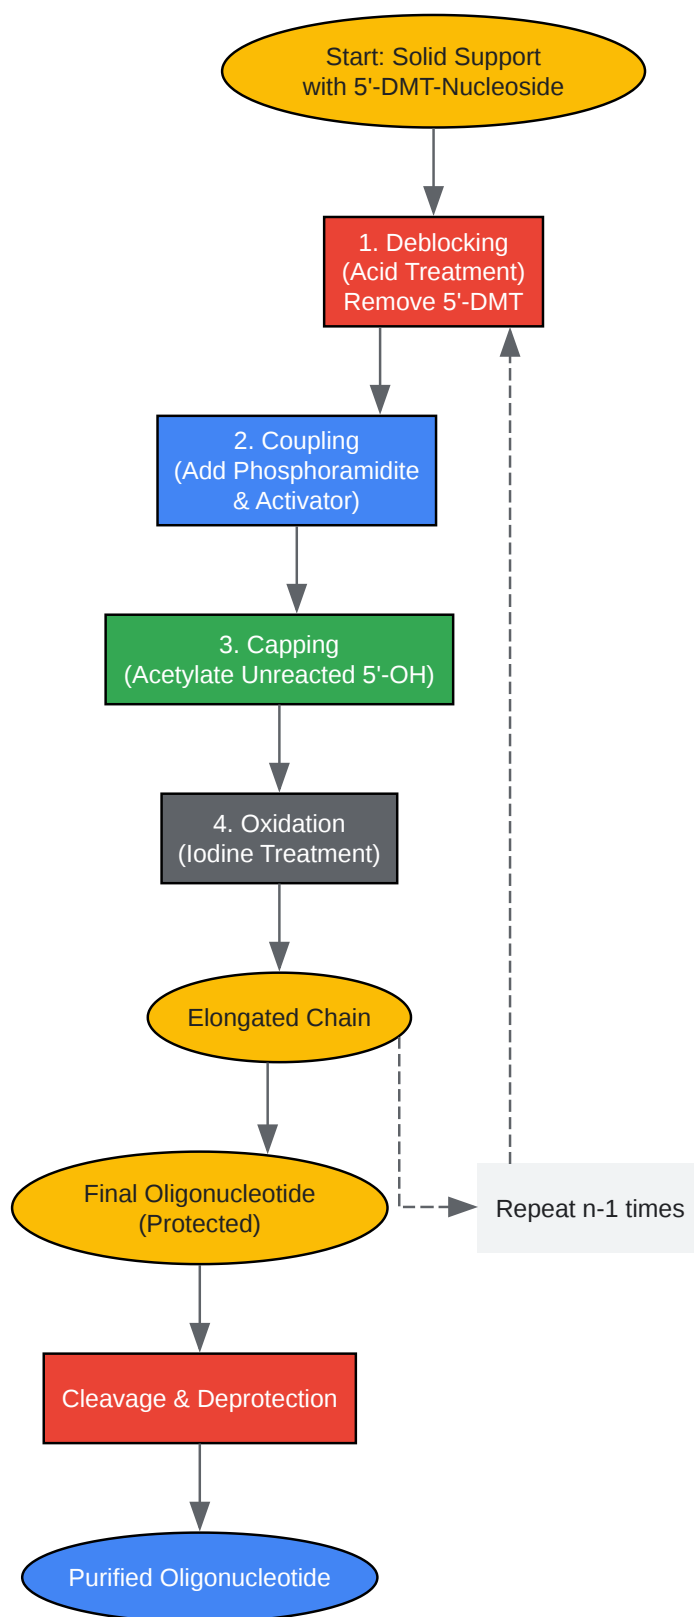 Start: Solid Support
with 5'-DMT-Nucleoside
1. Deblocking
(Acid Treatment)
Remove 5'-DMT
2. Coupling
(Add Phosphoramidite
& Activator)
3. Capping
(Acetylate Unreacted 5'-OH)
4. Oxidation
(Iodine Treatment)
Elongated Chain
Final Oligonucleotide
(Protected)
Repeat n-1 times
Cleavage & Deprotection
Purified Oligonucleotide